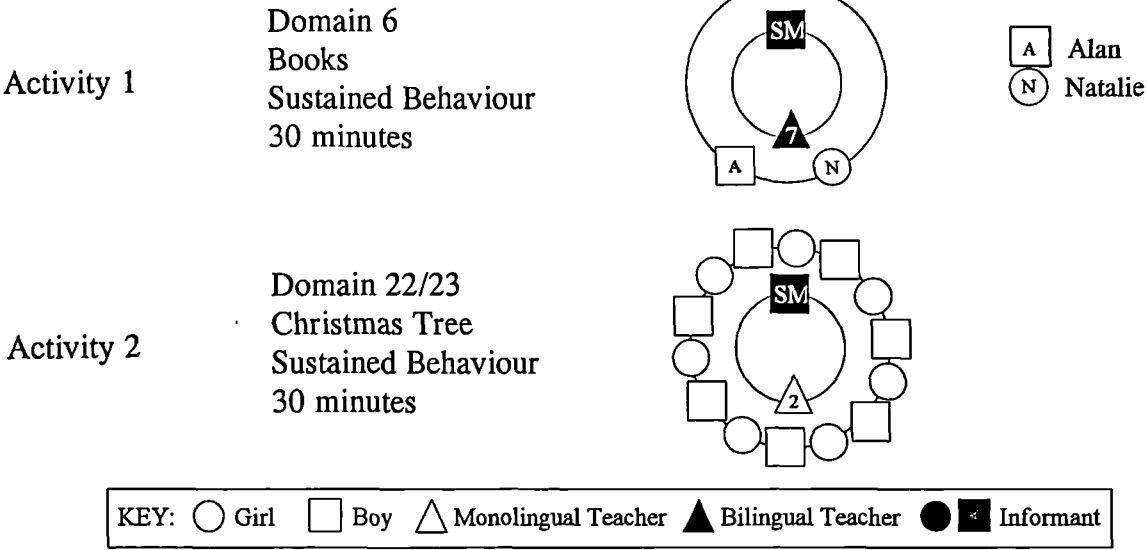 Activity 1
Domain 6
Books
Sustained Behaviour
30 minutes
SM
7
A
N
A Alan
N Natalie
Activity 2
Domain 22/23
Christmas Tree
Sustained Behaviour
30 minutes
SM
2
KEY: Girl Boy Monolingual Teacher Bilingual Teacher Informant